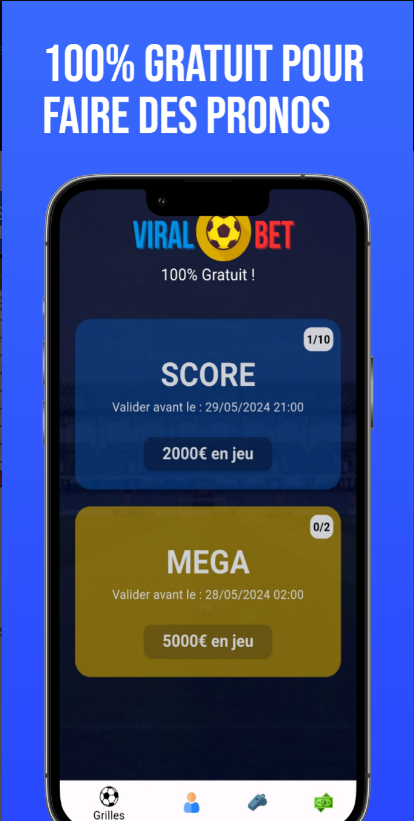 100% GRATUIT POUR
FAIRE DES PRONOS
VIRAL BET
100% Gratuit !
1/10
SCORE
Valider avant le : 29/05/2024 21:00
2000€ en jeu
0/2
MEGA
Valider avant le : 28/05/2024 02:00
5000€ en jeu
Grilles